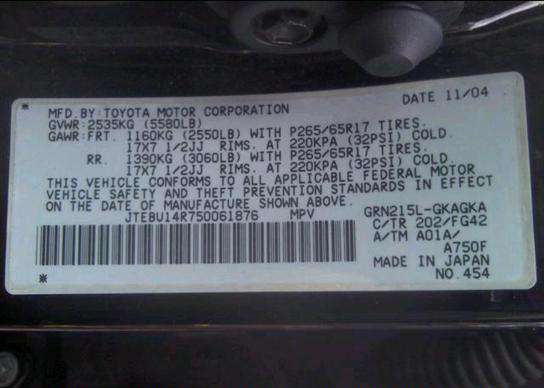 DATE 11/04
MFD.BY:TOYOTA MOTOR CORPORATION
GVWR:2535KG (5580LB)
GAWR:FRT. 1160KG (2550LB) WITH P265/65R17 TIRES.
17X7 1/2JJ RIMS. AT 220KPA (32PSI) COLD.
RR. 1390KG (3060LB) WITH P265/65R17 TIRES.
17X7 1/2JJ RIMS. AT 220KPA (32PSI) COLD.
THIS VEHICLE CONFORMS TO ALL APPLICABLE FEDERAL MOTOR
VEHICLE SAFETY AND THEFT PREVENTION STANDARDS IN EFFECT
ON THE DATE OF MANUFACTURE SHOWN ABOVE.
JTEBU14R750061876 MPV GRN215L-GKAGKA
C/TR 202/FG42
A/TM A01A/
A750F
MADE IN JAPAN
NO.454